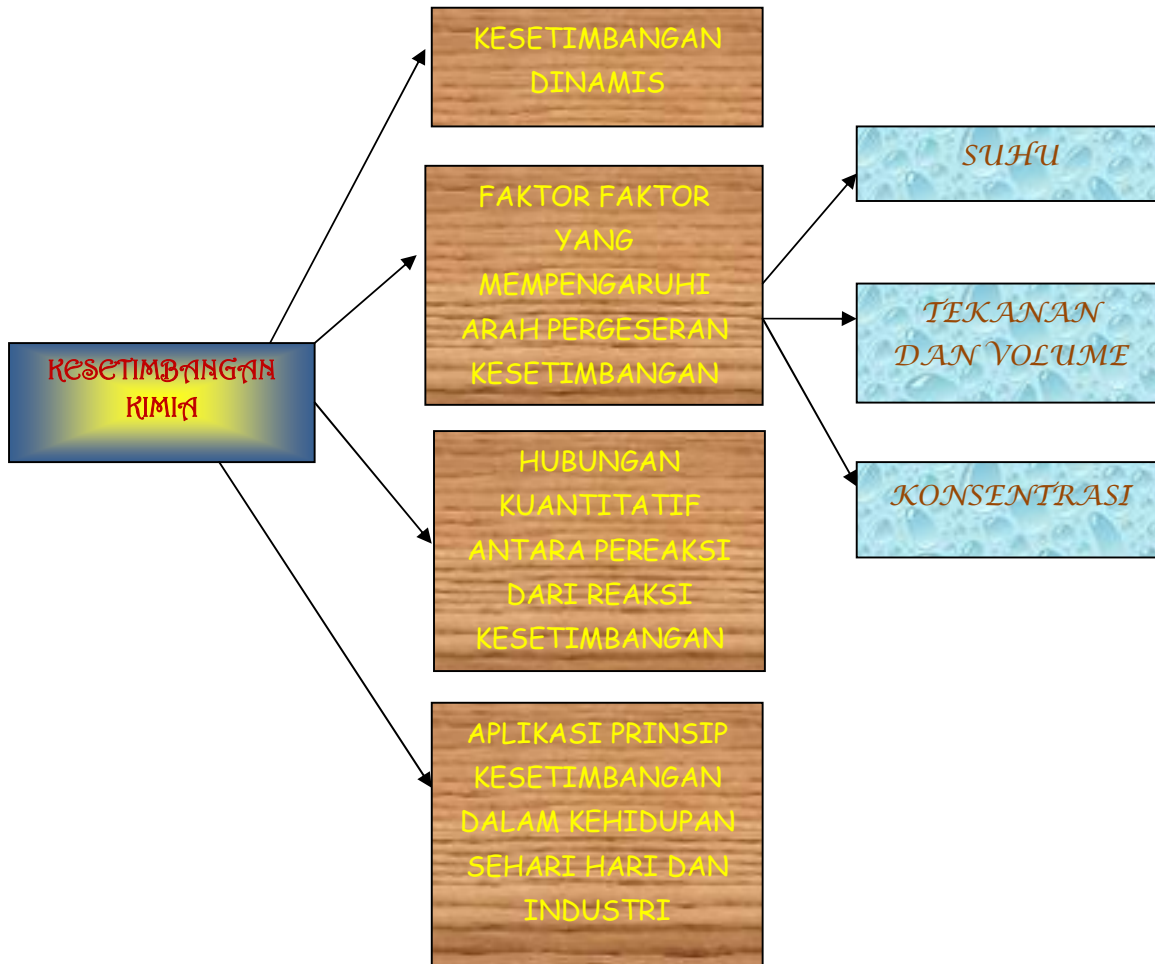 KESETIMBANGAN
KIMIA
KESETIMBANGAN
DINAMIS
FAKTOR FAKTOR
YANG
MEMPENGARUHI
ARAH PERGESERAN
KESETIMBANGAN
SUHU
TEKANAN
DAN VOLUME
KONSENTRASI
HUBUNGAN
KUANTITATIF
ANTARA PEREAKSI
DARI REAKSI
KESETIMBANGAN
APLIKASI PRINSIP
KESETIMBANGAN
DALAM KEHIDUPAN
SEHARI HARI DAN
INDUSTRI